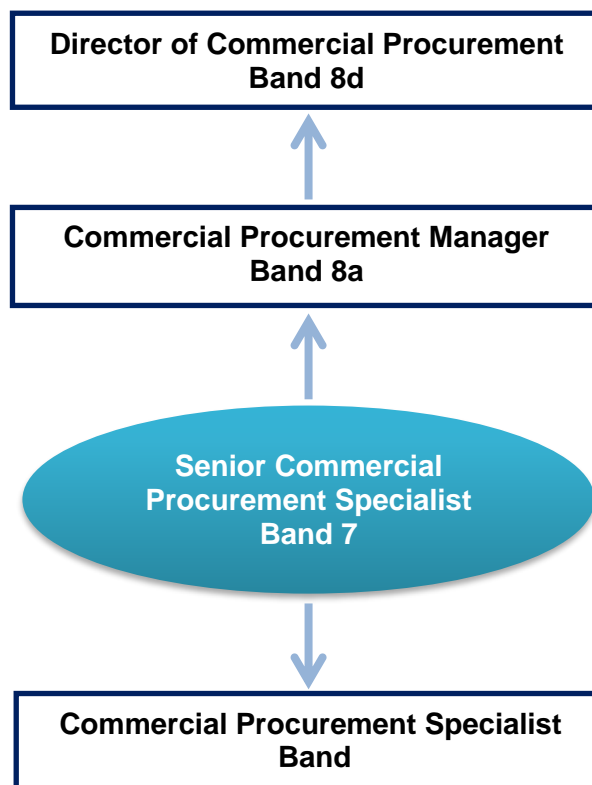 Director of Commercial Procurement
Band 8d
Commercial Procurement Manager
Band 8a
Senior Commercial
Procurement Specialist
Band 7
Commercial Procurement Specialist
Band